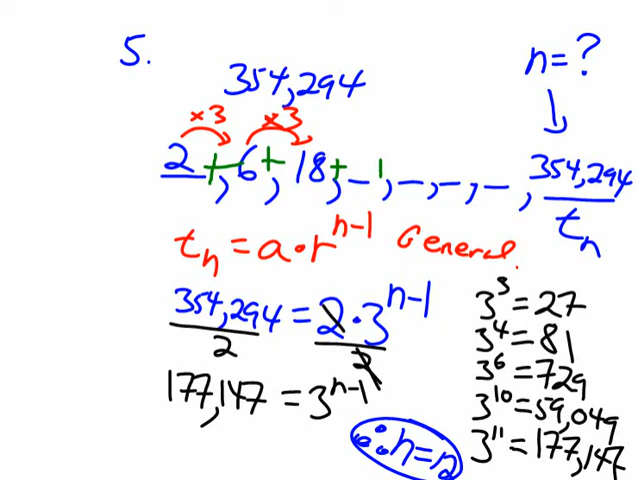 5.
354,294
n=?
×3 ×3
2 +, 6 +, 18 +, _ , _, _, _, 354,294
tn = a·r^n-1 General.
tn
354,294/2 = 2·3^n-1/2
177,147 = 3^n-1
3^3 = 27
3^4 = 81
3^6 = 729
3^10 = 59,049
3^11 = 177,147
∴ n = 12